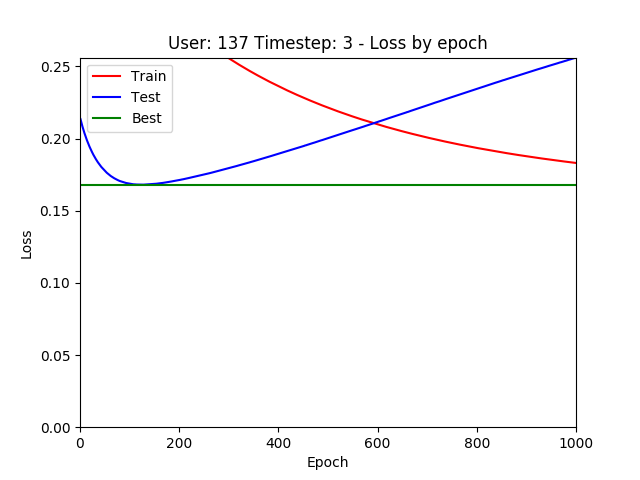 User: 137 Timestep: 3 - Loss by epoch
Train
Test
Best
Loss
0.25
0.20
0.15
0.10
0.05
0.00
0 200 400 600 800 1000
Epoch